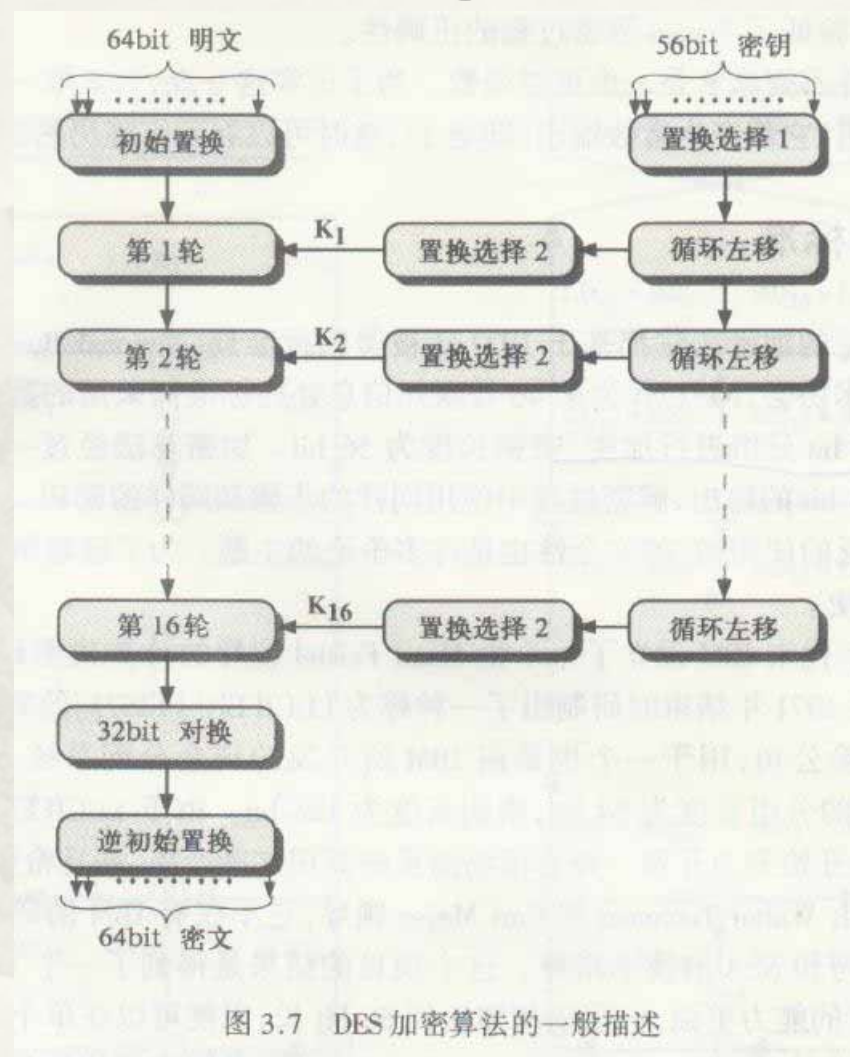 64bit 明文
56bit 密钥
初始置换
置换选择 1
第 1 轮
K1
置换选择 2
循环左移
第 2 轮
K2
置换选择 2
循环左移
第 16 轮
K16
置换选择 2
循环左移
32bit 对换
逆初始置换
64bit 密文
图 3.7 DES 加密算法的一般描述